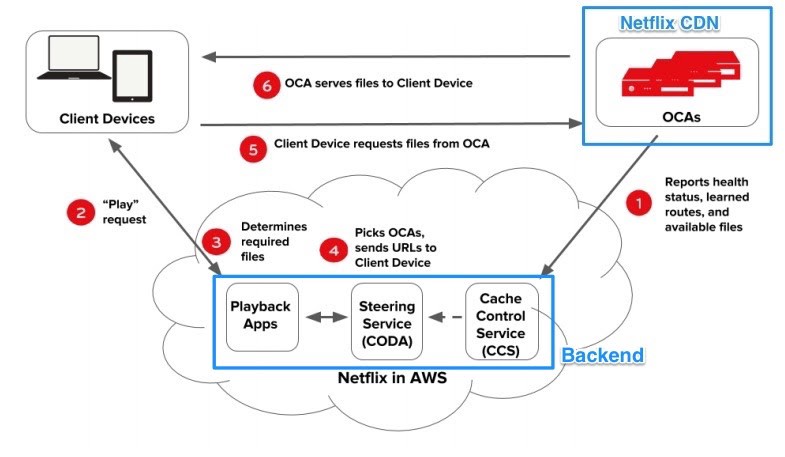 Netflix CDN
OCAs
Client Devices
6 OCA serves files to Client Device
5 Client Device requests files from OCA
1 Reports health
status, learned
routes, and
available files
2 “Play”
request
3 Determines
required
files
4 Picks OCAs,
sends URLs to
Client Device
Playback
Apps
Steering
Service
(CODA)
Cache
Control
Service
(CCS)
Backend
Netflix in AWS